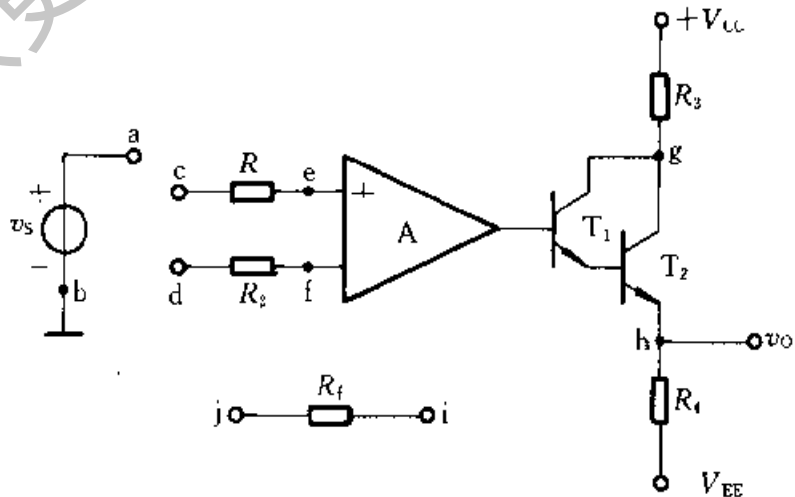 +V_CC
R_3
a
g
c
R
e
+
+
v_S
A
T_1
−
T_2
d
R_2
f
b
h
v_O
R_f
j
i
R_4
V_EE